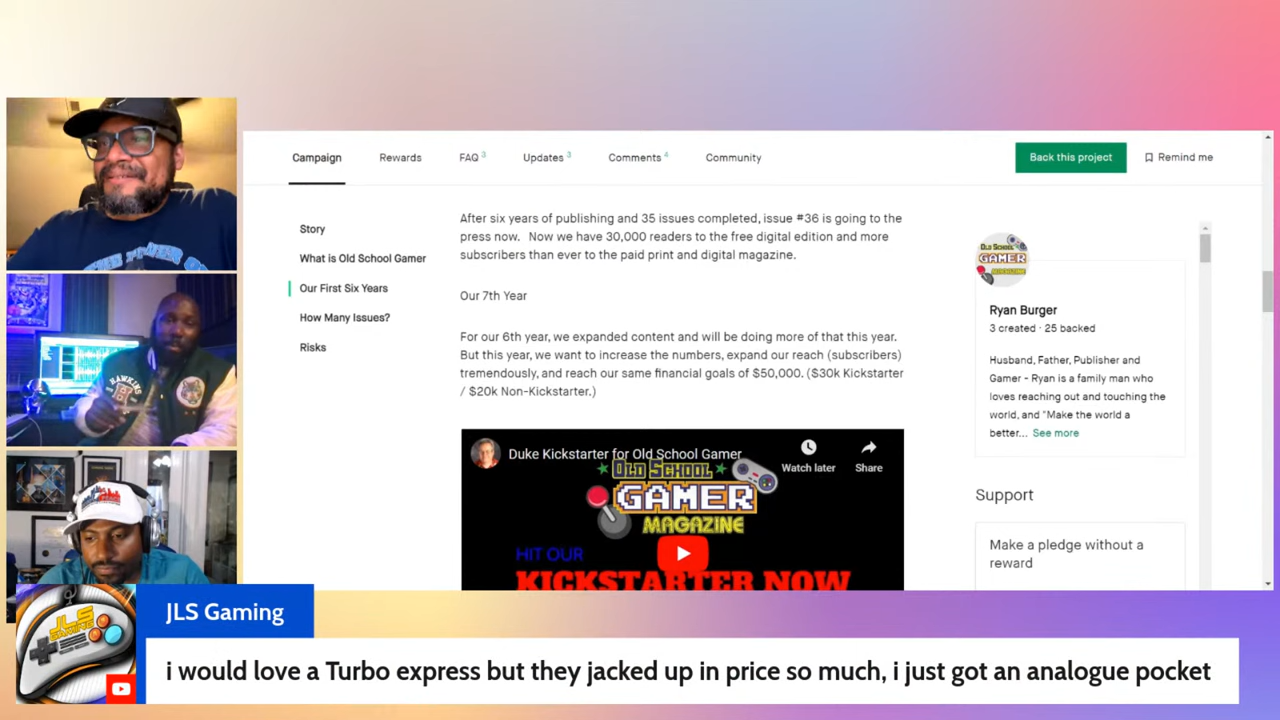 Campaign
Rewards
FAQ 3
Updates 3
Comments 4
Community
Back this project
Remind me
Story
What is Old School Gamer
Our First Six Years
How Many Issues?
Risks
After six years of publishing and 35 issues completed, issue #36 is going to the
press now. Now we have 30,000 readers to the free digital edition and more
subscribers than ever to the paid print and digital magazine.
Our 7th Year
For our 6th year, we expanded content and will be doing more of that this year.
But this year, we want to increase the numbers, expand our reach (subscribers)
tremendously, and reach our same financial goals of $50,000. ($30k Kickstarter
/ $20k Non-Kickstarter.)
Duke Kickstarter for Old School Gamer
Watch later
Share
OLD SCHOOL
GAMER
MAGAZINE
HIT OUR
KICKSTARTER NOW
OLD SCHOOL
GAMER
MAGAZINE
Ryan Burger
3 created · 25 backed
Husband, Father, Publisher and
Gamer - Ryan is a family man who
loves reaching out and touching the
world, and "Make the world a
better... See more
Support
Make a pledge without a
reward
HAWKINS
JLS
GAMING
JLS Gaming
i would love a Turbo express but they jacked up in price so much, i just got an analogue pocket